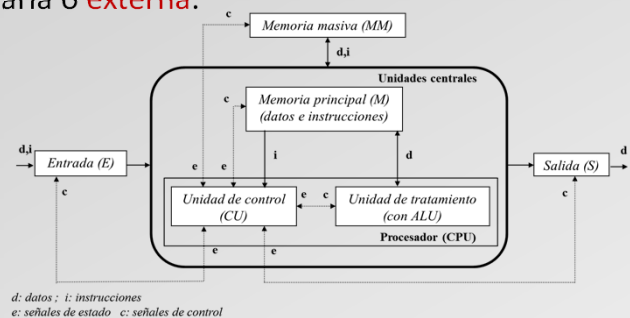 externa.
c
Memoria masiva (MM)
d,i
Unidades centrales
c
Memoria principal (M)
(datos e instrucciones)
d,i
Entrada (E)
i
d
Salida (S)
d
c
e
e
c
Unidad de control
(CU)
e
c
Unidad de tratamiento
(con ALU)
Procesador (CPU)
e
e
d: datos ; i: instrucciones
e: señales de estado c: señales de control